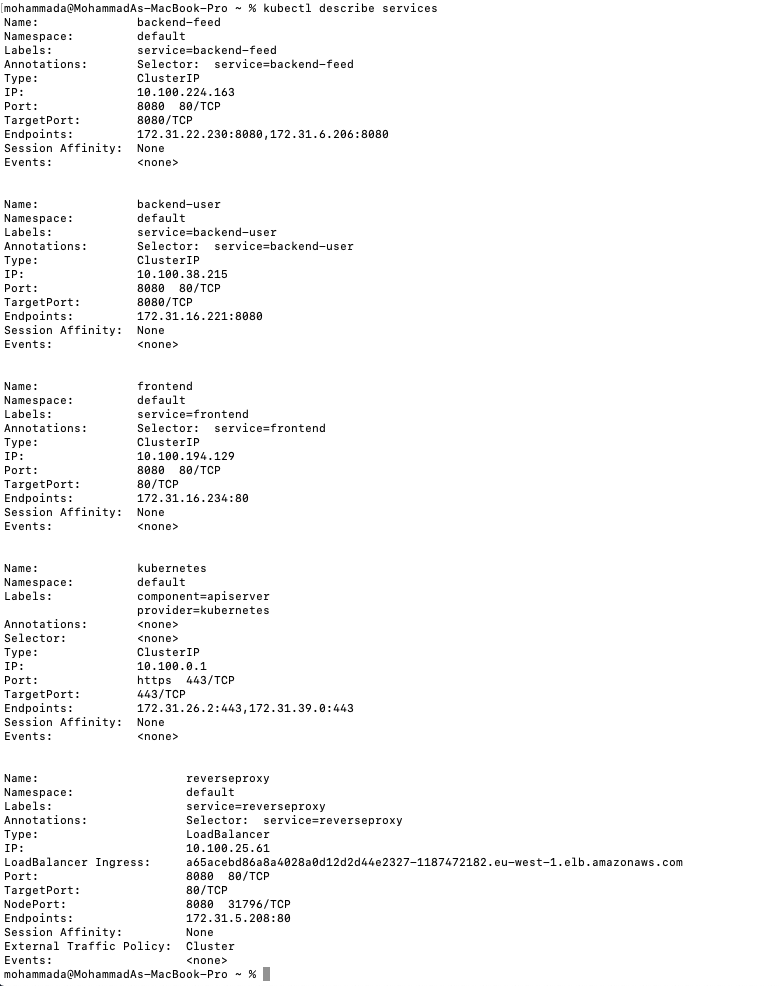 mohammada@MohammadAs-MacBook-Pro ~ % kubectl describe services
Name:              backend-feed
Namespace:         default
Labels:            service=backend-feed
Annotations:       Selector:  service=backend-feed
Type:              ClusterIP
IP:                10.100.224.163
Port:              8080  80/TCP
TargetPort:        8080/TCP
Endpoints:         172.31.22.230:8080,172.31.6.206:8080
Session Affinity:  None
Events:            <none>

Name:              backend-user
Namespace:         default
Labels:            service=backend-user
Annotations:       Selector:  service=backend-user
Type:              ClusterIP
IP:                10.100.38.215
Port:              8080  80/TCP
TargetPort:        8080/TCP
Endpoints:         172.31.16.221:8080
Session Affinity:  None
Events:            <none>

Name:              frontend
Namespace:         default
Labels:            service=frontend
Annotations:       Selector:  service=frontend
Type:              ClusterIP
IP:                10.100.194.129
Port:              8080  80/TCP
TargetPort:        80/TCP
Endpoints:         172.31.16.234:80
Session Affinity:  None
Events:            <none>

Name:              kubernetes
Namespace:         default
Labels:            component=apiserver
                   provider=kubernetes
Annotations:       <none>
Selector:          <none>
Type:              ClusterIP
IP:                10.100.0.1
Port:              https  443/TCP
TargetPort:        443/TCP
Endpoints:         172.31.26.2:443,172.31.39.0:443
Session Affinity:  None
Events:            <none>

Name:                     reverseproxy
Namespace:                default
Labels:                   service=reverseproxy
Annotations:              Selector:  service=reverseproxy
Type:                     LoadBalancer
IP:                       10.100.25.61
LoadBalancer Ingress:     a65acebd86a8a4028a0d12d2d44e2327-1187472182.eu-west-1.elb.amazonaws.com
Port:                     8080  80/TCP
TargetPort:               80/TCP
NodePort:                 8080  31796/TCP
Endpoints:                172.31.5.208:80
Session Affinity:         None
External Traffic Policy:  Cluster
Events:                   <none>
mohammada@MohammadAs-MacBook-Pro ~ %